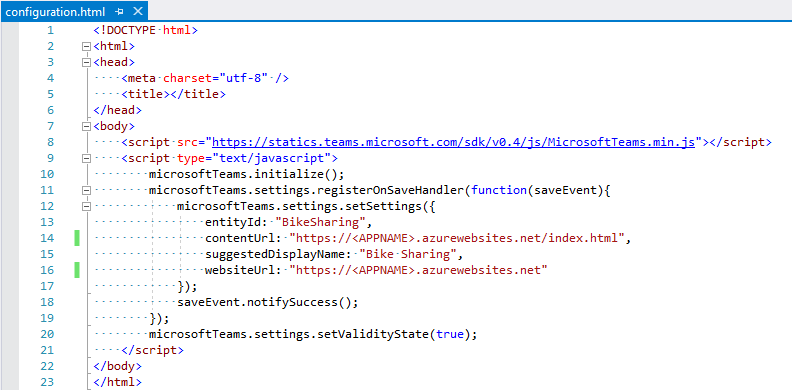 configuration.html
1 <!DOCTYPE html>
2 <html>
3 <head>
4     <meta charset="utf-8" />
5     <title></title>
6 </head>
7 <body>
8     <script src="https://statics.teams.microsoft.com/sdk/v0.4/js/MicrosoftTeams.min.js"></script>
9     <script type="text/javascript">
10         microsoftTeams.initialize();
11         microsoftTeams.settings.registerOnSaveHandler(function(saveEvent){
12             microsoftTeams.settings.setSettings({
13                 entityId: "BikeSharing",
14                 contentUrl: "https://<APPNAME>.azurewebsites.net/index.html",
15                 suggestedDisplayName: "Bike Sharing",
16                 websiteUrl: "https://<APPNAME>.azurewebsites.net"
17             });
18             saveEvent.notifySuccess();
19         });
20         microsoftTeams.settings.setValidityState(true);
21     </script>
22 </body>
23 </html>